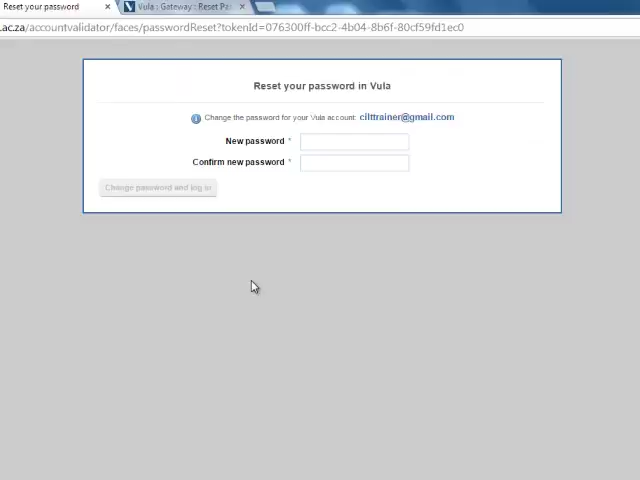 Reset your password
Vula : Gateway : Reset Pa
.ac.za/accountvalidator/faces/passwordReset?tokenId=076300ff-bcc2-4b04-8b6f-80cf59fd1ec0
Reset your password in Vula
Change the password for your Vula account: cilttrainer@gmail.com
New password *
Confirm new password *
Change password and log in